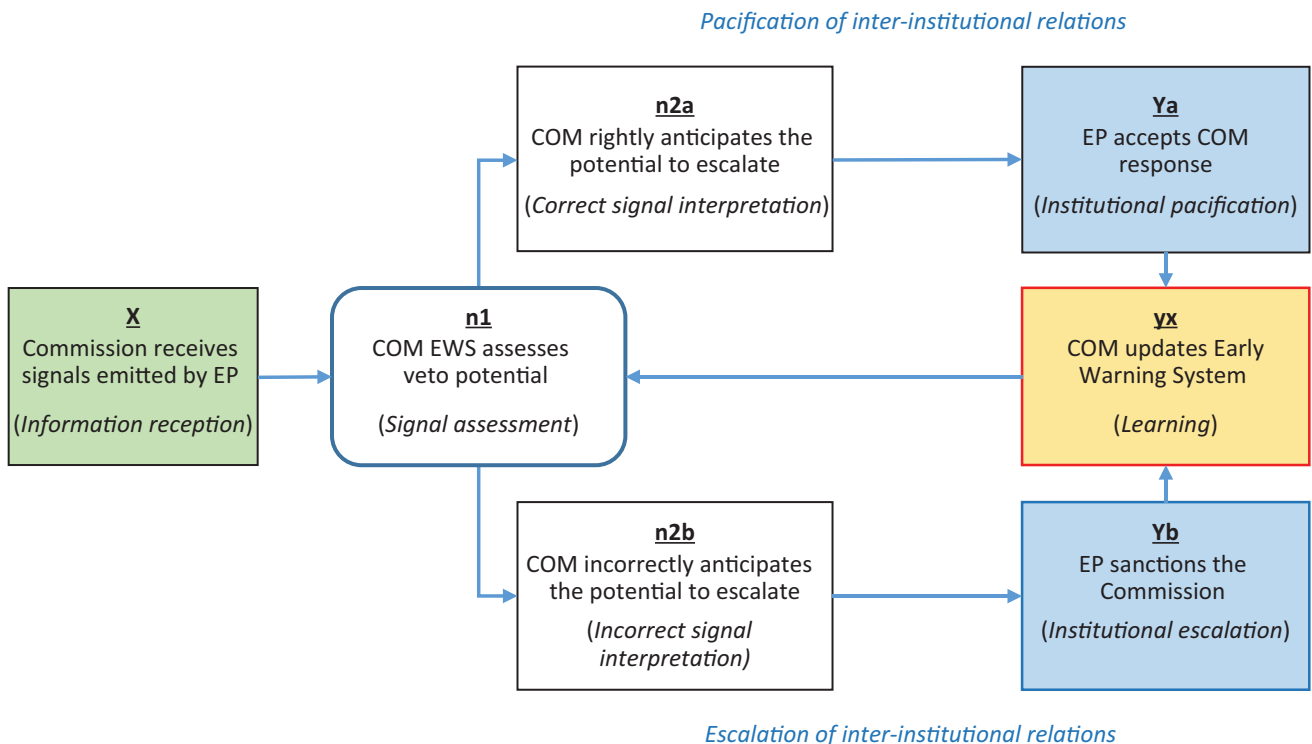 Pacification of inter-institutional relations
n2a
COM rightly anticipates the
potential to escalate
(Correct signal interpretation)
Ya
EP accepts COM
response
(Institutional pacification)
X
Commission receives
signals emitted by EP
(Information reception)
n1
COM EWS assesses
veto potential
(Signal assessment)
yx
COM updates Early
Warning System
(Learning)
n2b
COM incorrectly anticipates
the potential to escalate
(Incorrect signal
interpretation)
Yb
EP sanctions the
Commission
(Institutional escalation)
Escalation of inter-institutional relations